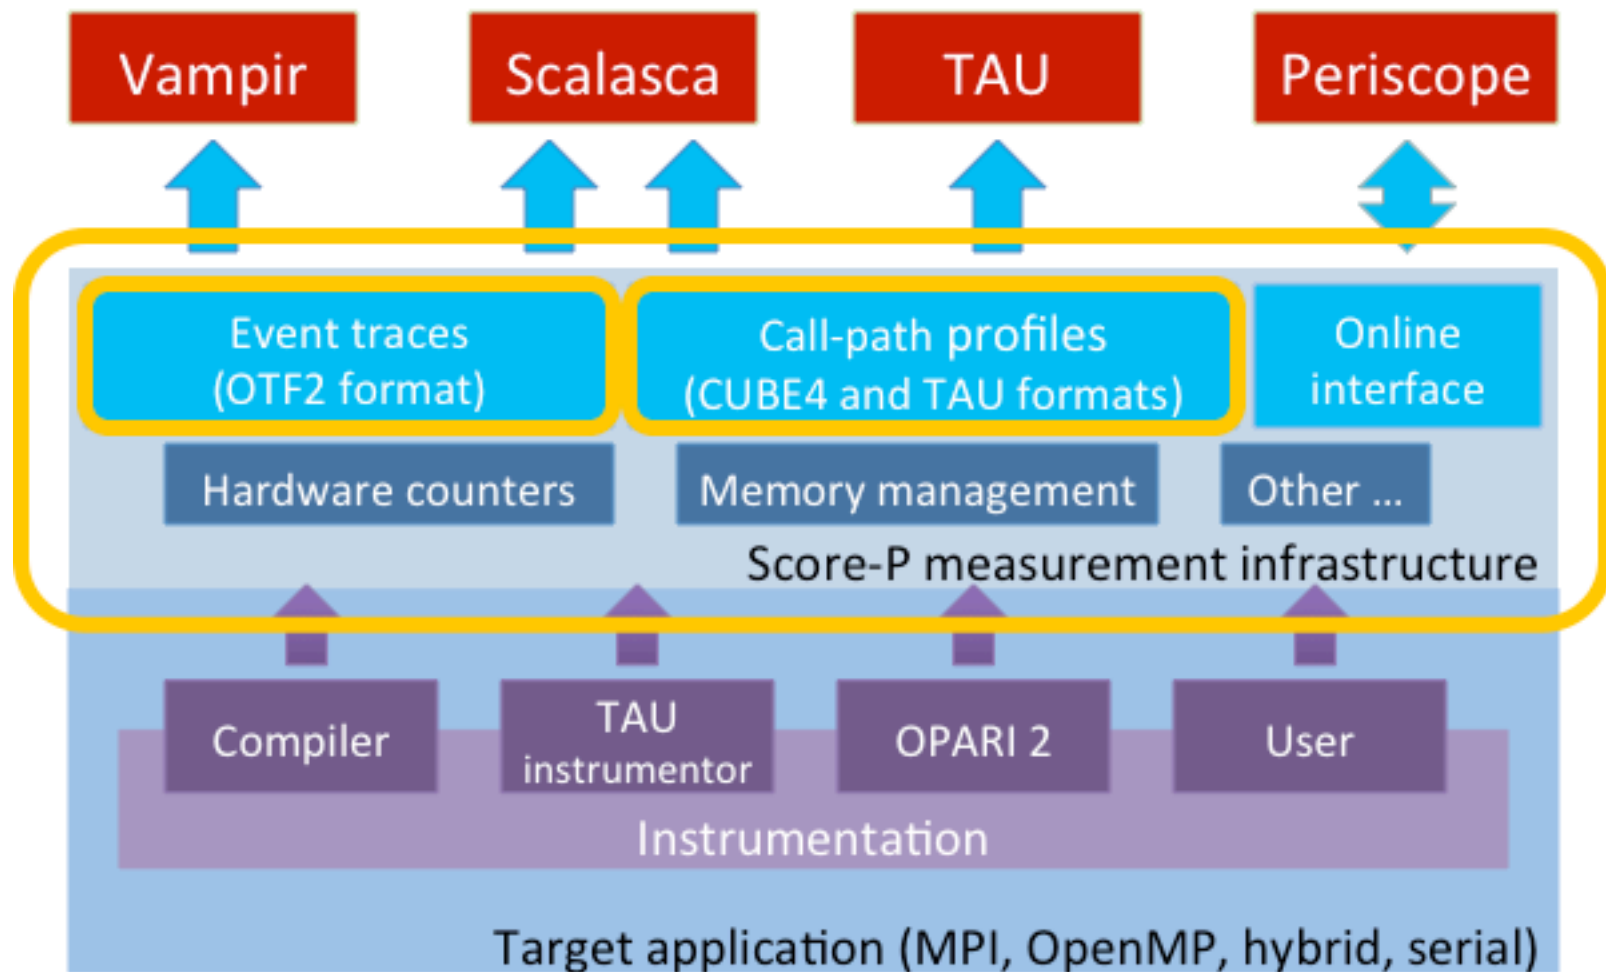 Vampir
Scalasca
TAU
Periscope
Event traces
(OTF2 format)
Call-path profiles
(CUBE4 and TAU formats)
Online
interface
Hardware counters
Memory management
Other ...
Score-P measurement infrastructure
Compiler
TAU
instrumentor
OPARI 2
User
Instrumentation
Target application (MPI, OpenMP, hybrid, serial)